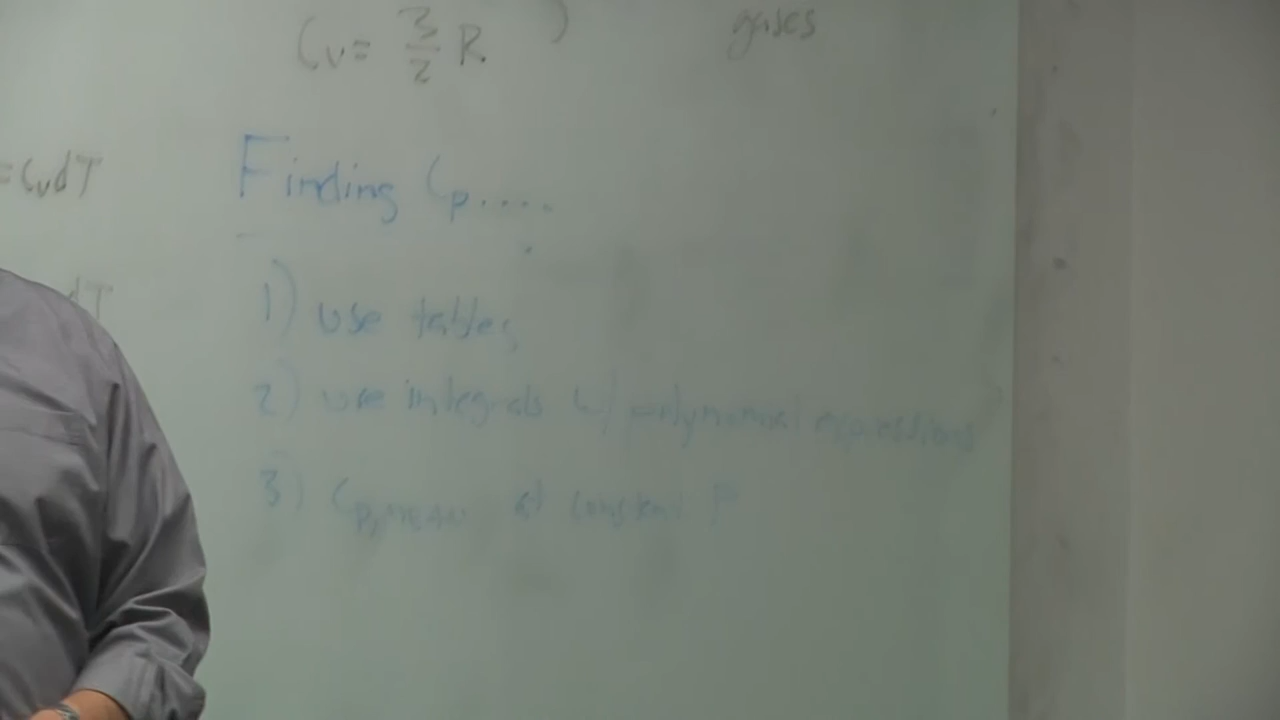 Cv = 3/2 R ) gases
= CvdT
Finding Cp....
dT
1) use tables
2) use integrals w/ polynomial expressions
3) Cp, at constant P